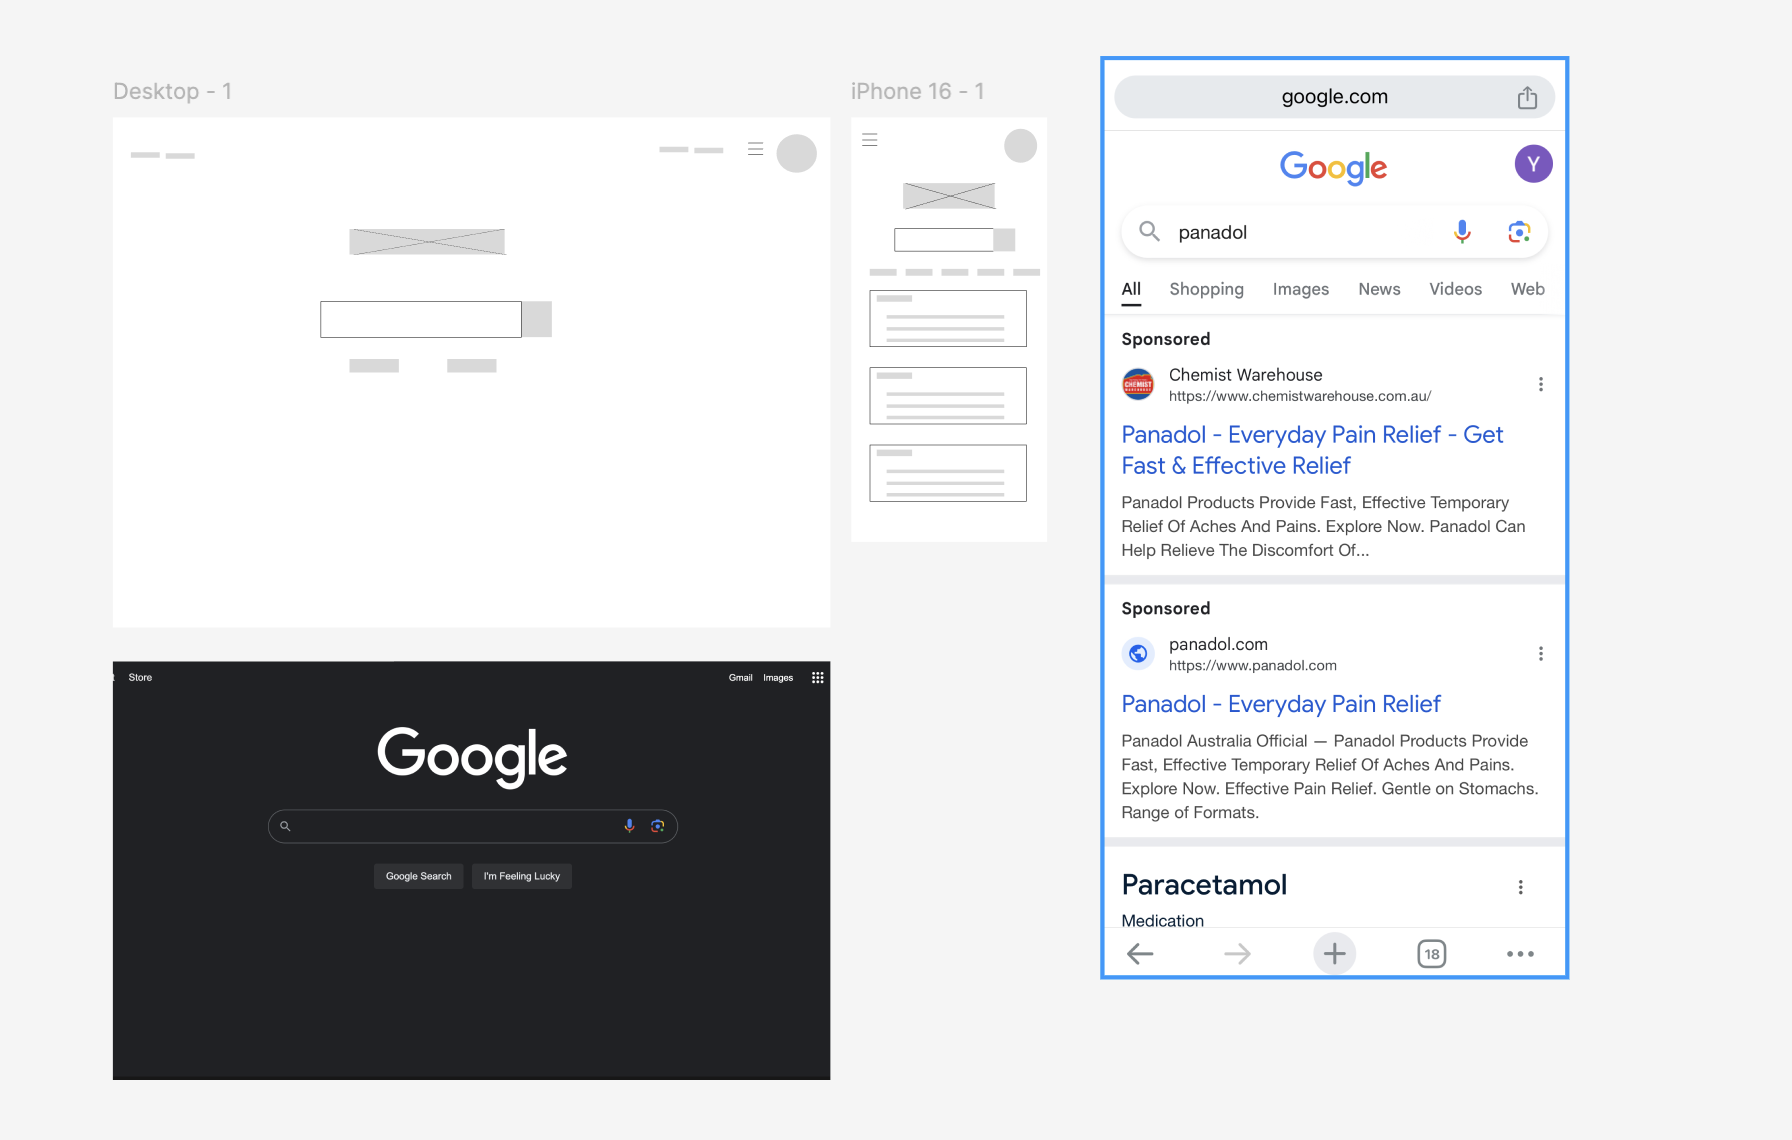 Desktop - 1
iPhone 16 - 1
t Store
Gmail Images
Google
Google Search I'm Feeling Lucky
google.com
Google
Y
panadol
All Shopping Images News Videos Web
Sponsored
CHEMIST
WAREHOUSE
Chemist Warehouse
https://www.chemistwarehouse.com.au/
Panadol - Everyday Pain Relief - Get
Fast & Effective Relief
Panadol Products Provide Fast, Effective Temporary
Relief Of Aches And Pains. Explore Now. Panadol Can
Help Relieve The Discomfort Of...
Sponsored
panadol.com
https://www.panadol.com
Panadol - Everyday Pain Relief
Panadol Australia Official — Panadol Products Provide
Fast, Effective Temporary Relief Of Aches And Pains.
Explore Now. Effective Pain Relief. Gentle on Stomachs.
Range of Formats.
Paracetamol
Medication
18